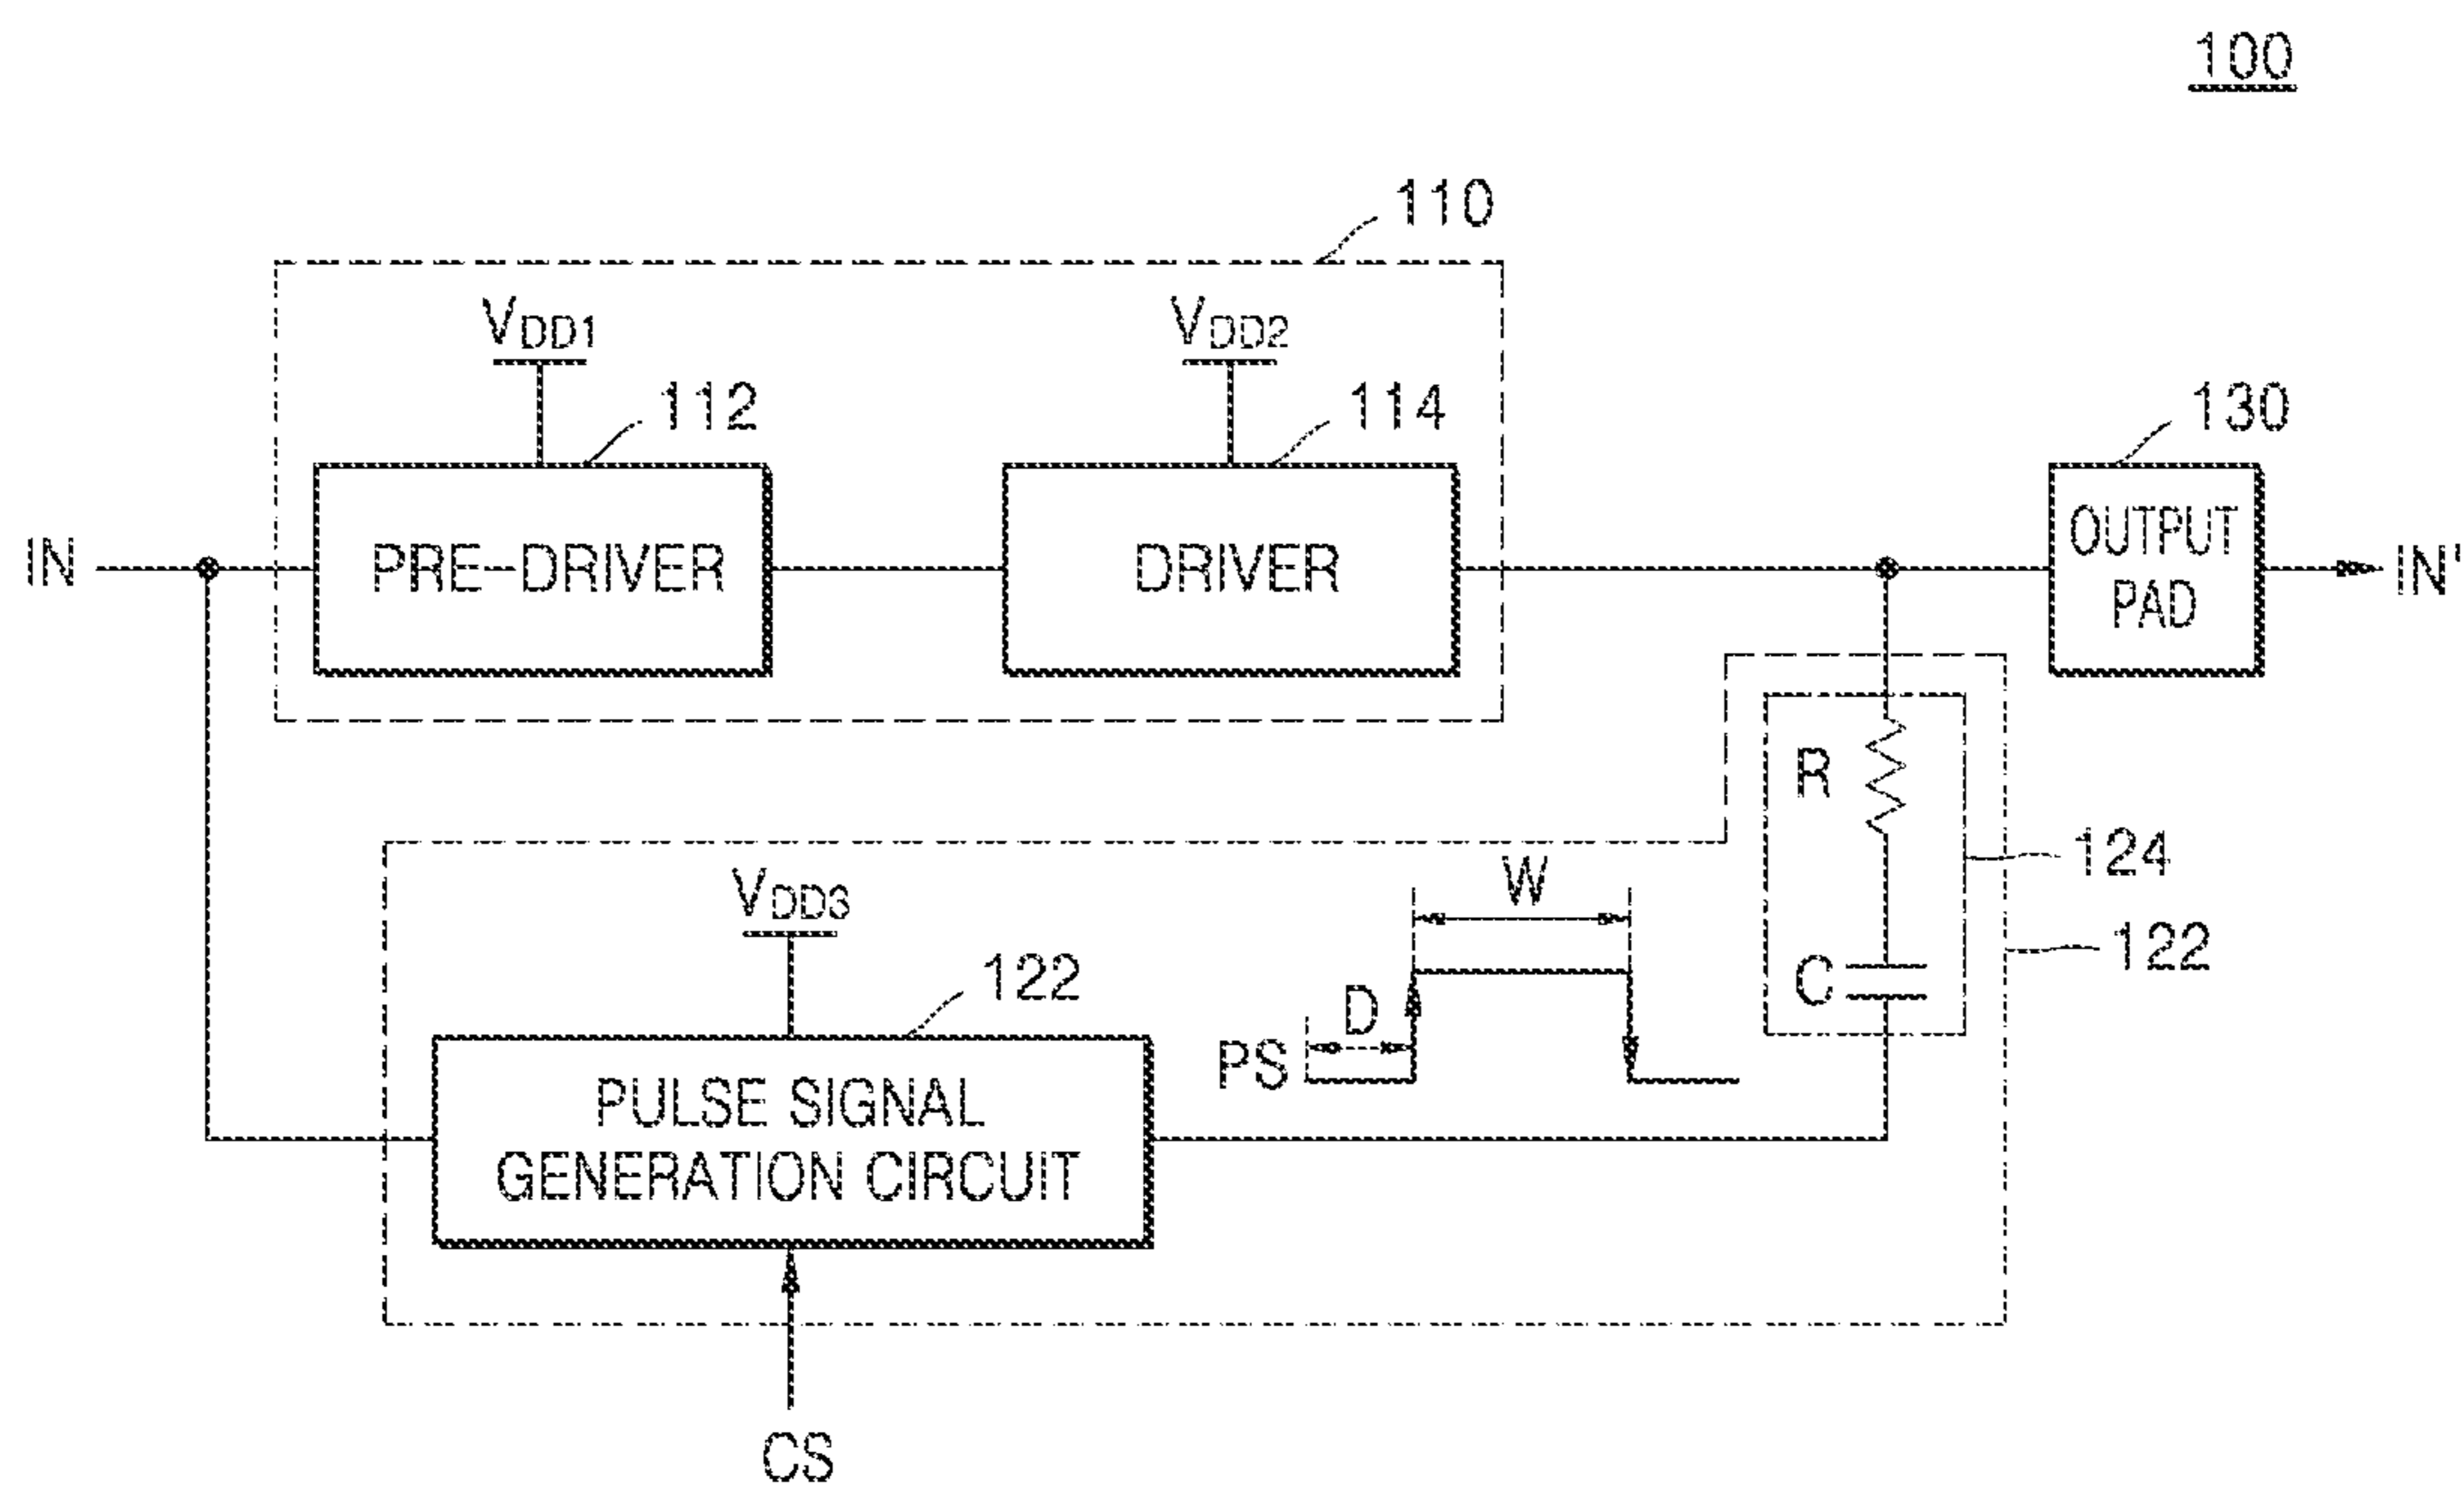 100
110
VDD1
VDD2
112
114
130
IN
PRE-DRIVER
DRIVER
OUTPUT
PAD
IN'
R
124
W
VDD3
122
122
C
D
PS
PULSE SIGNAL
GENERATION CIRCUIT
CS